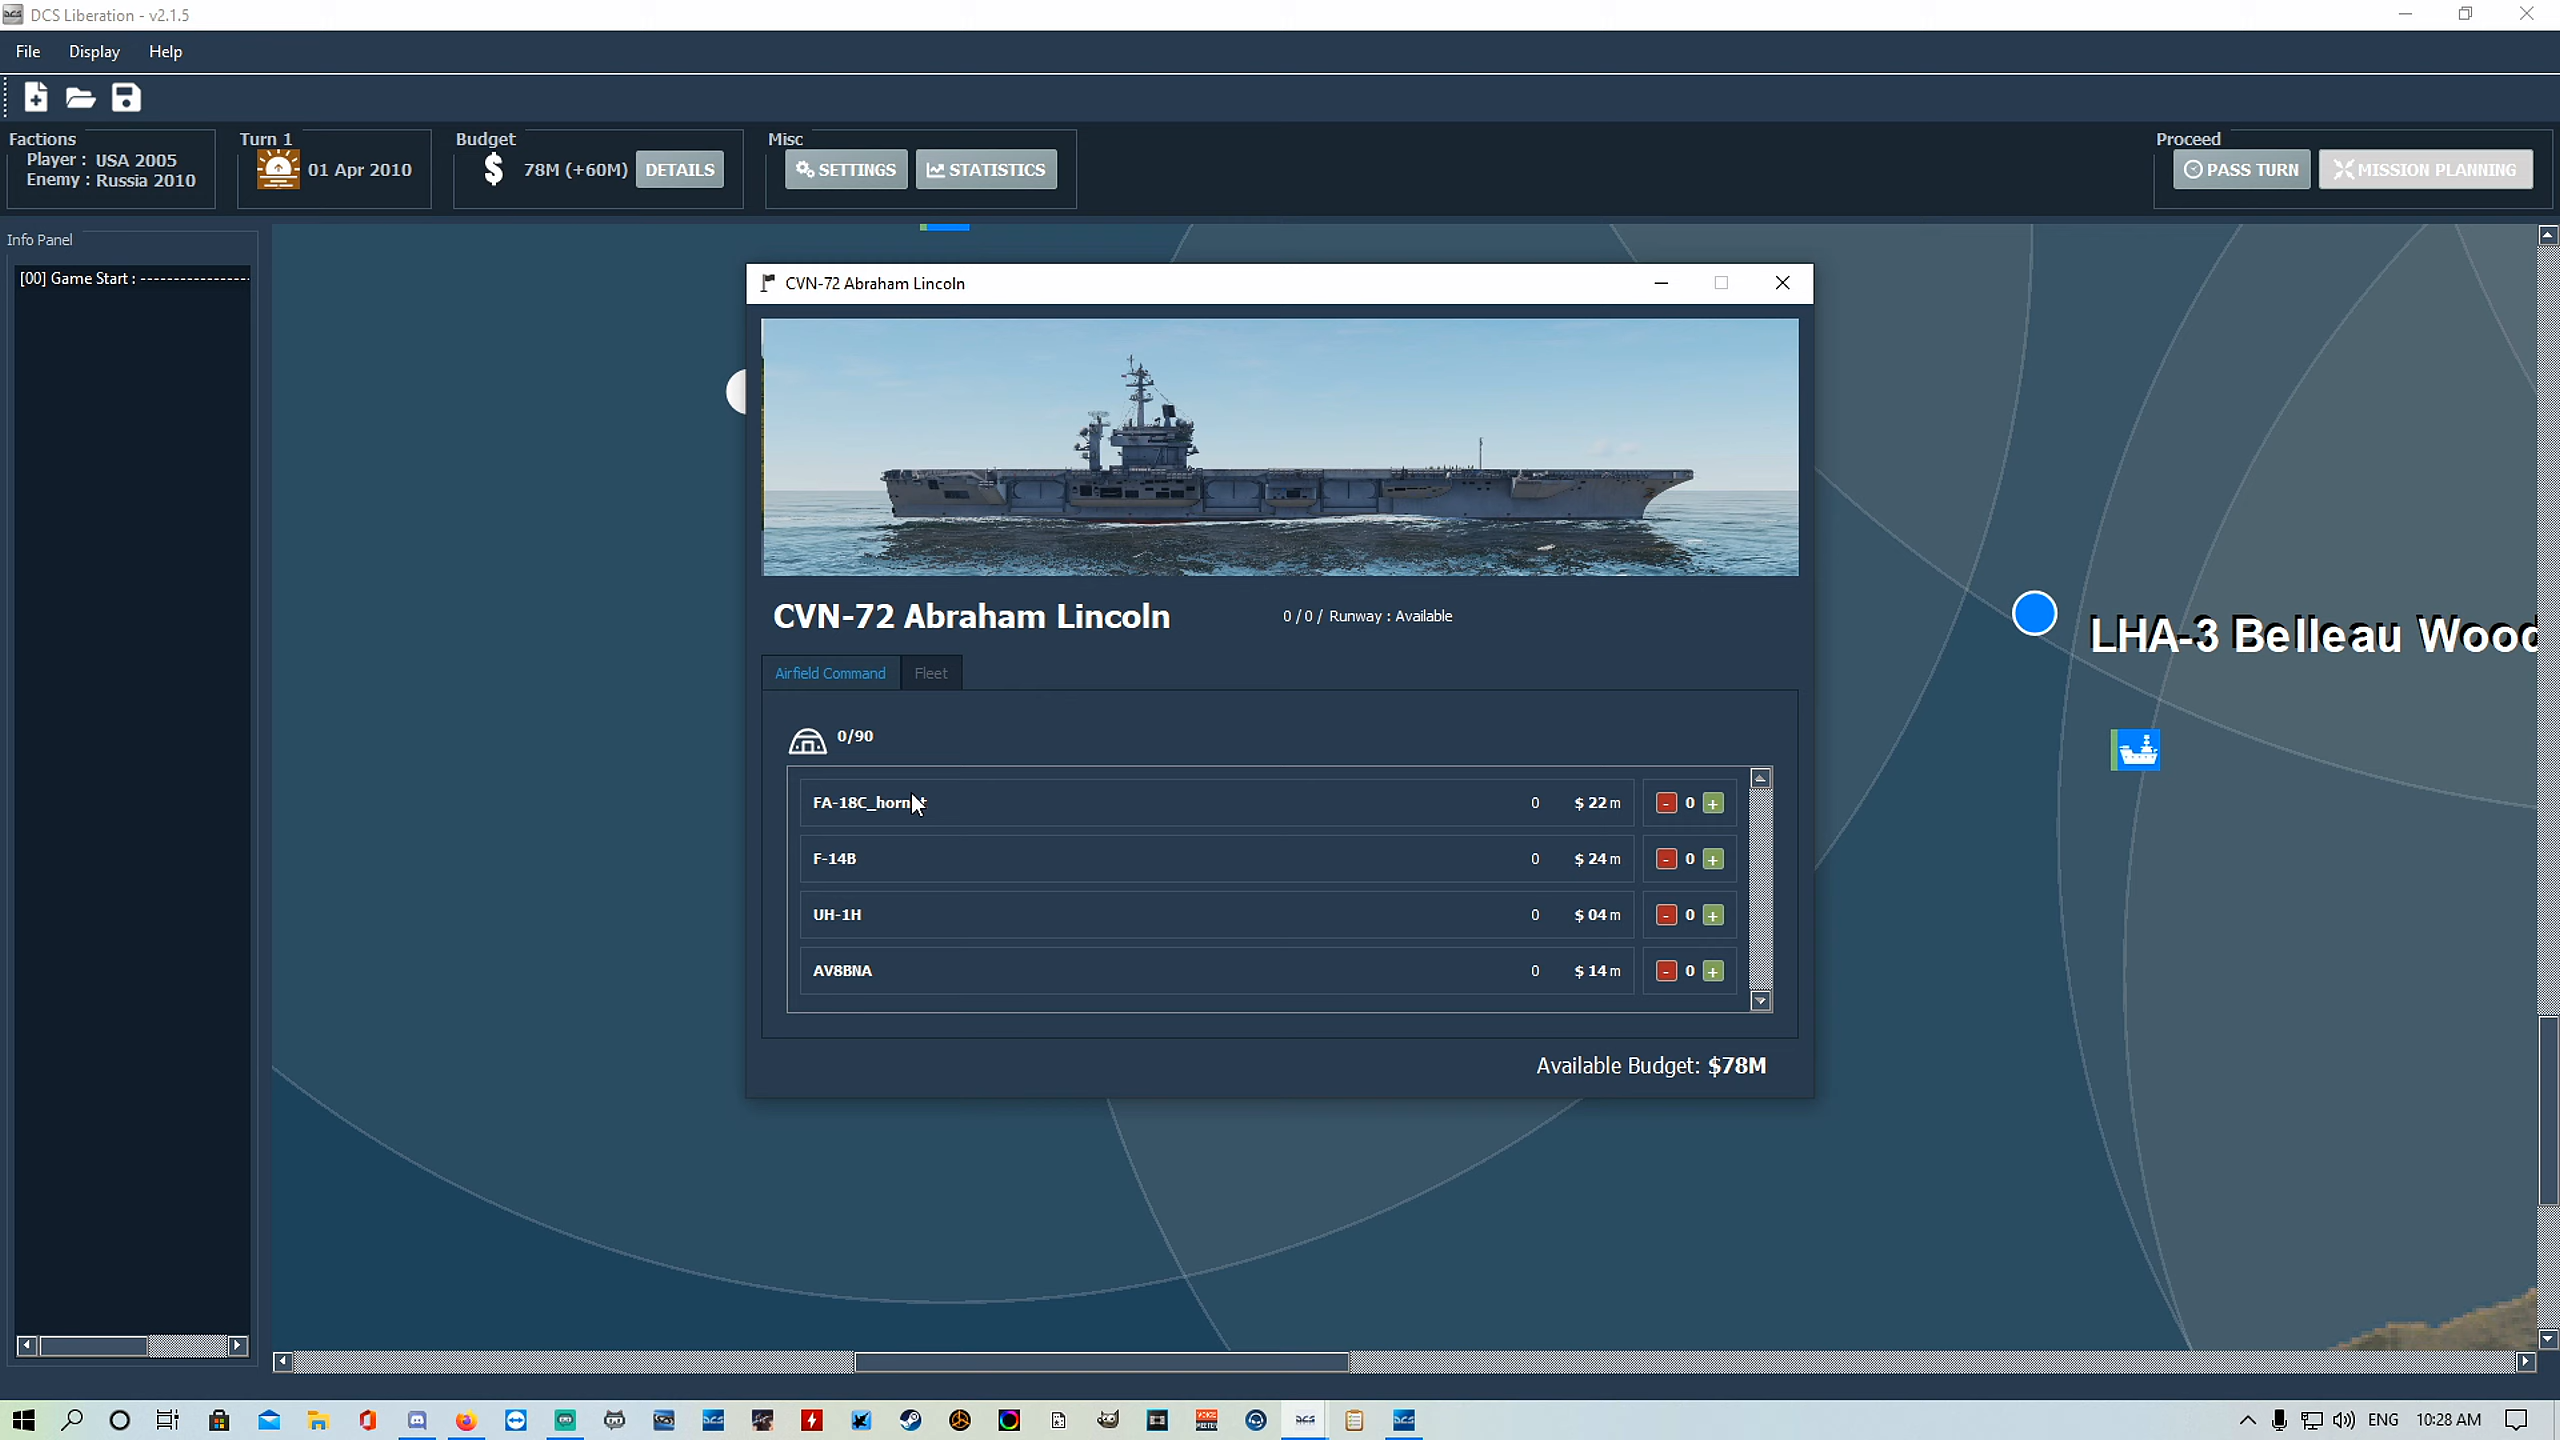 DCS Liberation - v2.1.5
File Display Help
Factions
Player : USA 2005
Enemy : Russia 2010
Turn 1
01 Apr 2010
Budget
$ 78M (+60M) DETAILS
Misc
SETTINGS STATISTICS
Proceed
PASS TURN MISSION PLANNING
Info Panel
[00] Game Start : -----------------
CVN-72 Abraham Lincoln
CVN-72 Abraham Lincoln 0 / 0 / Runway : Available
Airfield Command Fleet
0/90
FA-18C_hornet 0 $ 22 m - 0 +
F-14B 0 $ 24 m - 0 +
UH-1H 0 $ 04 m - 0 +
AV8BNA 0 $ 14 m - 0 +
Available Budget: $78M
LHA-3 Belleau Wood
ENG 10:28 AM